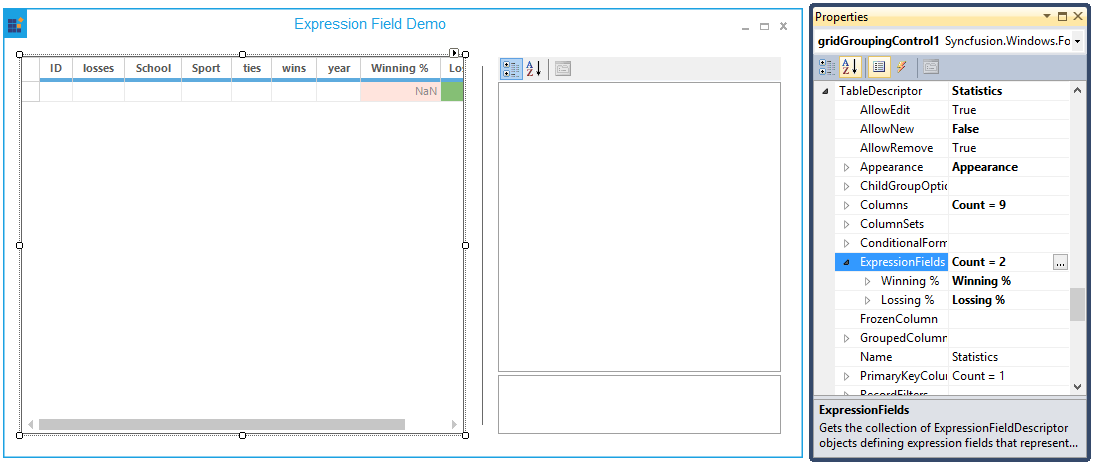 Expression Field Demo
ID losses School Sport ties wins year Winning % Lo
NaN
Properties
gridGroupingControl1 Syncfusion.Windows.Fo
TableDescriptor Statistics
AllowEdit True
AllowNew False
AllowRemove True
Appearance Appearance
ChildGroupOptio
Columns Count = 9
ColumnSets
ConditionalForm
ExpressionFields Count = 2 ...
Winning % Winning %
Lossing % Lossing %
FrozenColumn
GroupedColumn
Name Statistics
PrimaryKeyColu Count = 1
RecordFilters
ExpressionFields
Gets the collection of ExpressionFieldDescriptor
objects defining expression fields that represent...